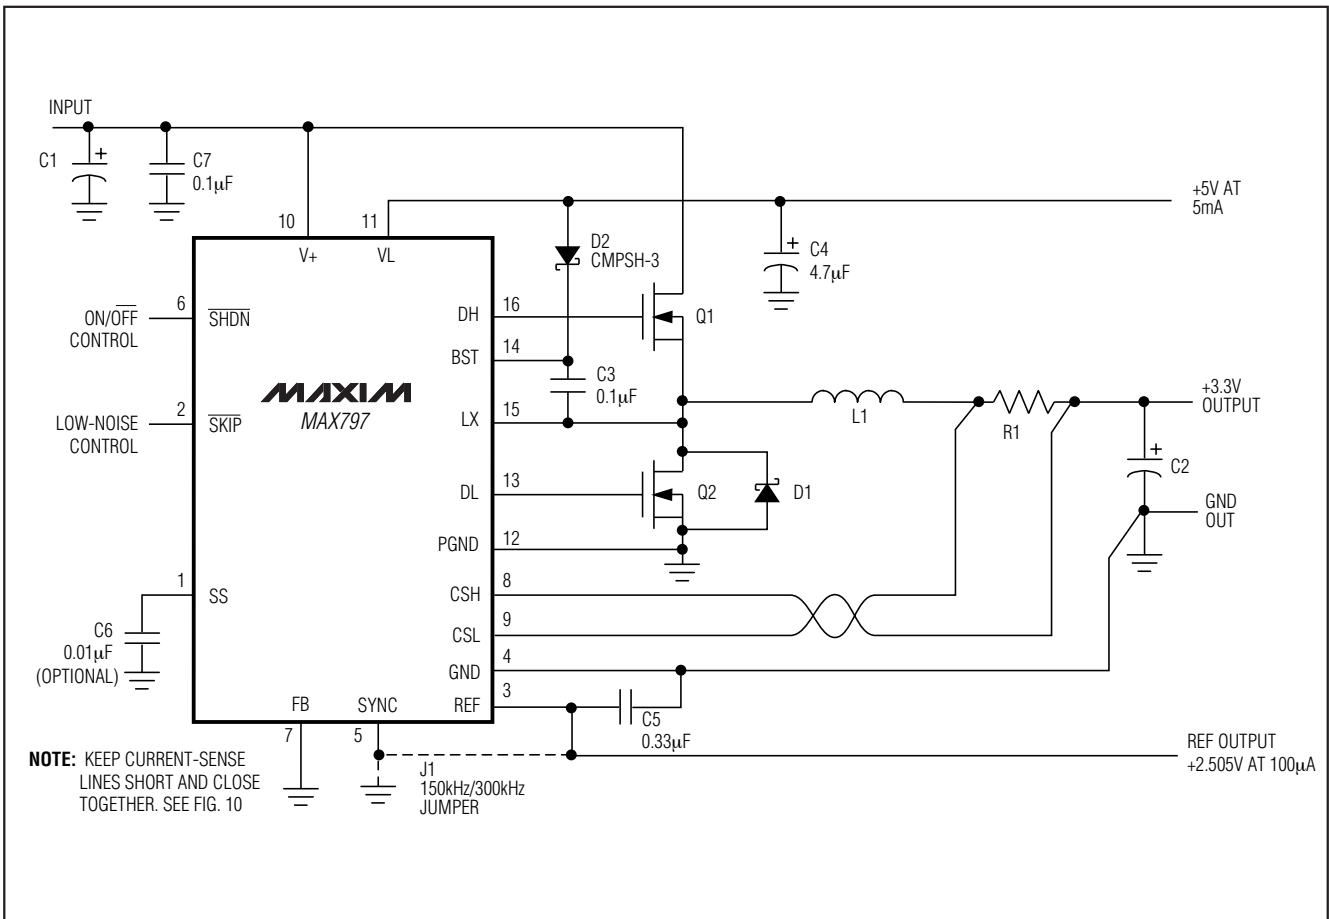 INPUT
C1
+
C7
0.1μF
10
11
V+
VL
+5V AT
5mA
D2
CMPSH-3
+
C4
4.7μF
ON/OFF
CONTROL
6
SHDN
DH
16
Q1
BST
14
C3
0.1μF
MAXIM
MAX797
LOW-NOISE
CONTROL
2
SKIP
LX
15
L1
R1
+3.3V
OUTPUT
+
C2
DL
13
Q2
D1
GND
OUT
PGND
12
1
SS
CSH
8
CSL
9
C6
0.01μF
(OPTIONAL)
GND
4
REF
3
FB
SYNC
7
5
C5
0.33μF
J1
150kHz/300kHz
JUMPER
REF OUTPUT
+2.505V AT 100μA
NOTE: KEEP CURRENT-SENSE
LINES SHORT AND CLOSE
TOGETHER. SEE FIG. 10